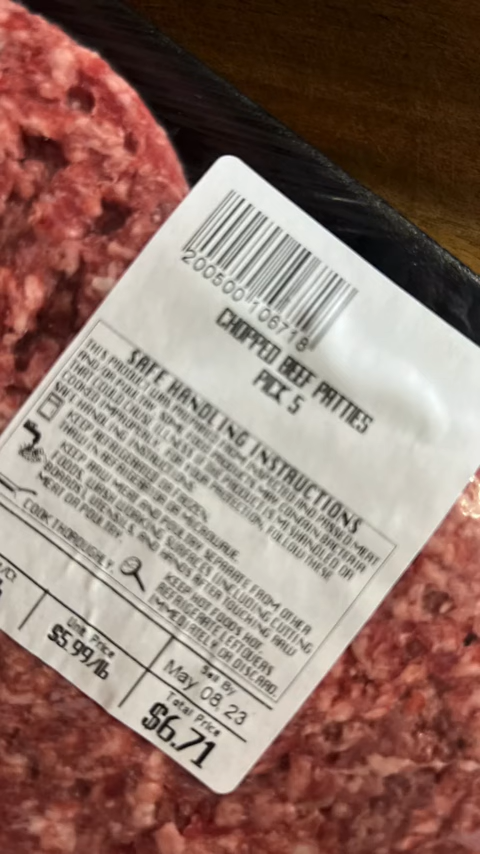 200500106718
CHOPPED BEEF PATTIES
PICK 5
SAFE HANDLING INSTRUCTIONS
THIS PRODUCT WAS PREPARED FROM INSPECTED AND PASSED MEAT
AND/OR POULTRY. SOME FOOD PRODUCTS MAY CONTAIN BACTERIA
THAT COULD CAUSE ILLNESS IF THE PRODUCT IS MISHANDLED OR
COOKED IMPROPERLY. FOR YOUR PROTECTION, FOLLOW THESE
SAFE HANDLING INSTRUCTIONS.
KEEP REFRIGERATED OR FROZEN.
THAW IN REFRIGERATOR OR MICROWAVE.
KEEP RAW MEAT AND POULTRY SEPARATE FROM OTHER
FOODS. WASH WORKING SURFACES (INCLUDING CUTTING
BOARDS), UTENSILS, AND HANDS AFTER TOUCHING RAW
MEAT OR POULTRY.
COOK THOROUGHLY.
KEEP HOT FOODS HOT.
REFRIGERATE LEFTOVERS
IMMEDIATELY OR DISCARD.
Unit Price
$5.99/lb
Sell By
May 08, 23
Total Price
$6.71